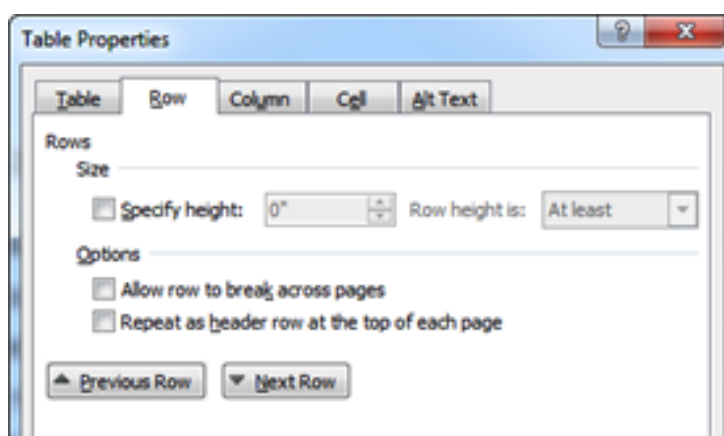 Table Properties
?
Table Row Column Cell Alt Text
Rows
Size
Specify height: 0" Row height is: At least
Options
Allow row to break across pages
Repeat as header row at the top of each page
Previous Row Next Row